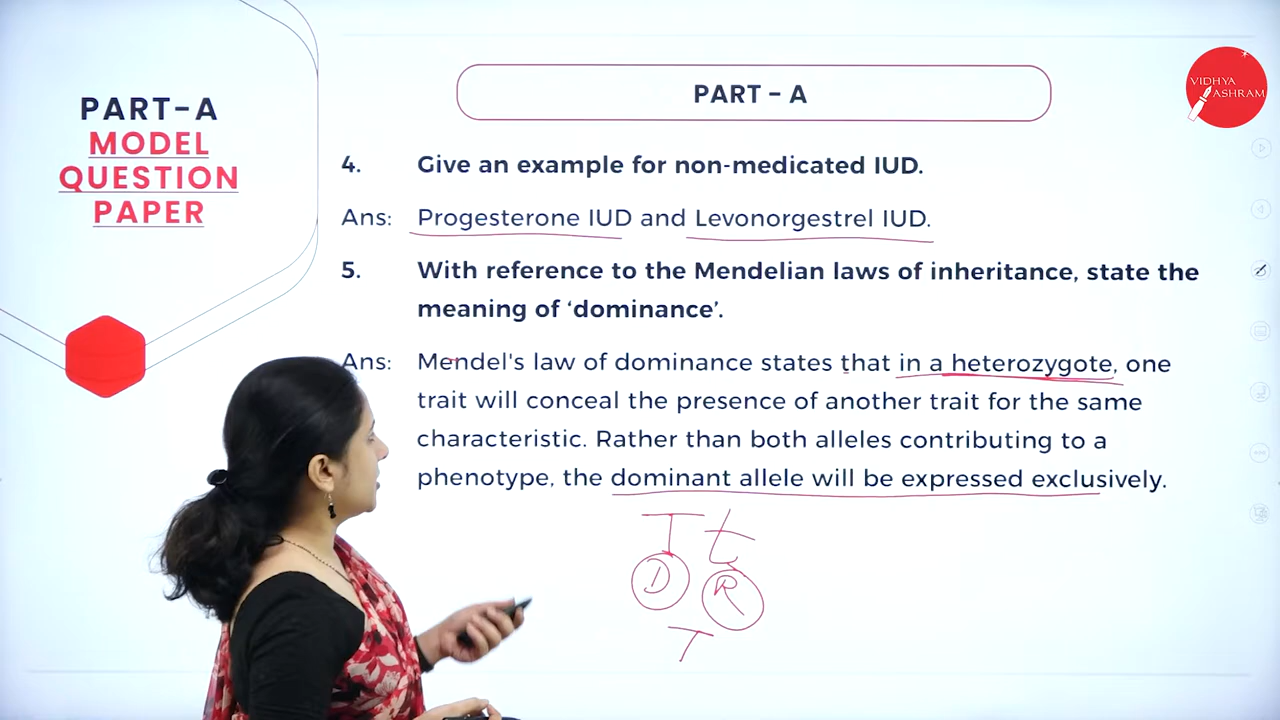 PART-A
MODEL
QUESTION
PAPER
PART - A
VIDHYA
ASHRAM
4. Give an example for non-medicated IUD.
Ans: Progesterone IUD and Levonorgestrel IUD.
5. With reference to the Mendelian laws of inheritance, state the
meaning of ‘dominance’.
Ans: Mendel's law of dominance states that in a heterozygote, one
trait will conceal the presence of another trait for the same
characteristic. Rather than both alleles contributing to a
phenotype, the dominant allele will be expressed exclusively.
T t
D R
T